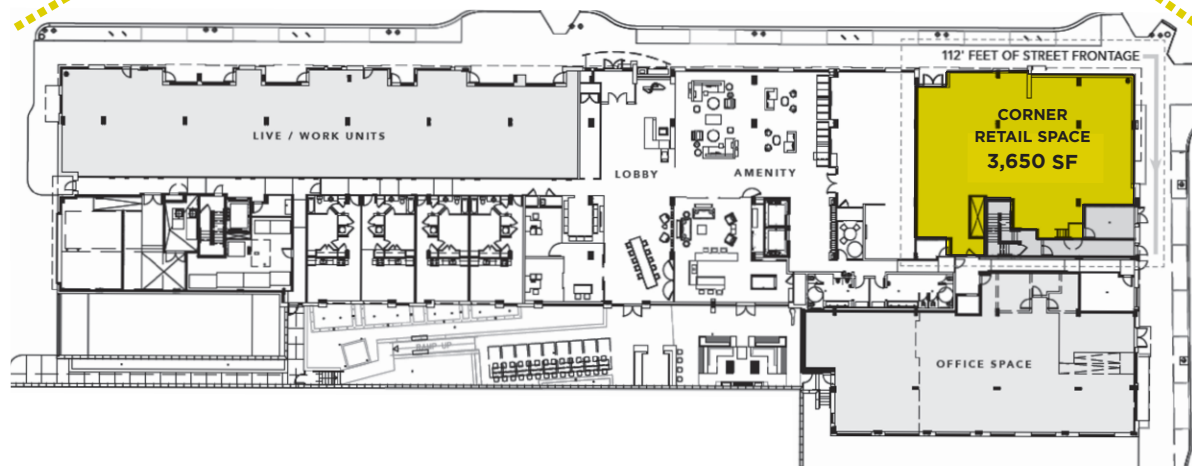 112' FEET OF STREET FRONTAGE
CORNER
RETAIL SPACE
3,650 SF
LIVE / WORK UNITS
LOBBY
AMENITY
RAMP UP
OFFICE SPACE